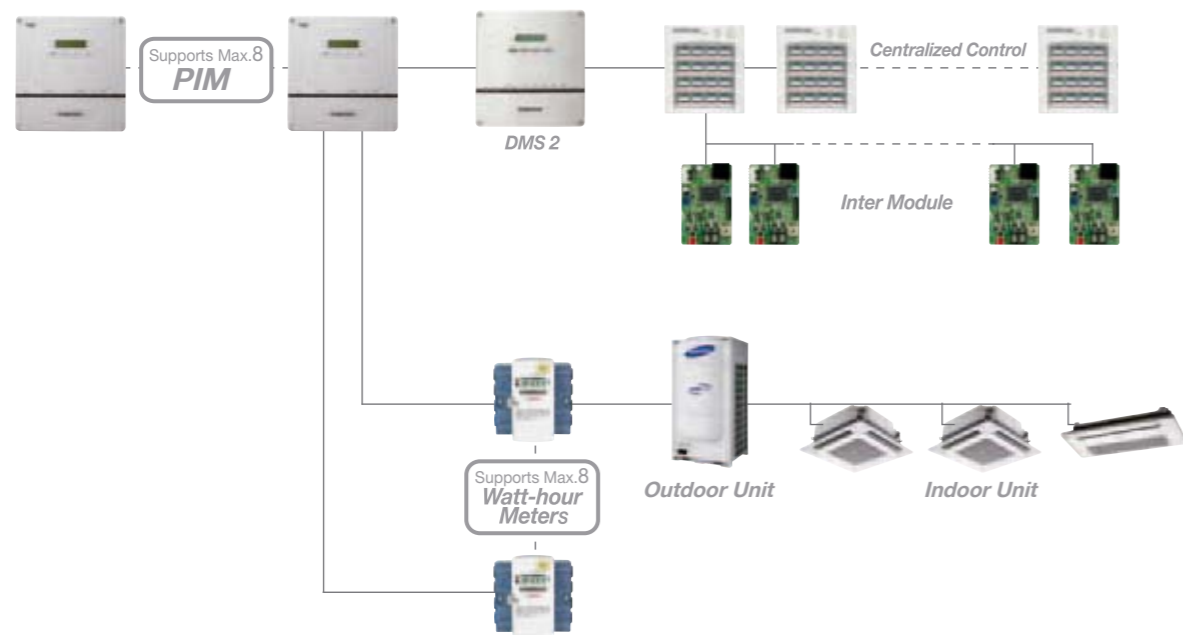 Supports Max.8
PIM
Centralized Control
DMS 2
Inter Module
Supports Max.8
Watt-hour
Meters
Outdoor Unit
Indoor Unit